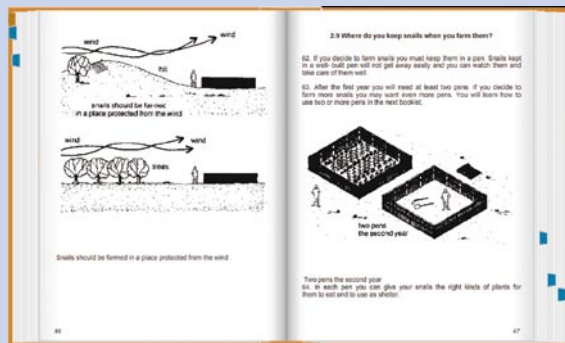 wind
wind
hill
snails should be farmed
in a place protected from the wind
wind
wind
trees
Snails should be farmed in a place protected from the wind
46
2.9 Where do you keep snails when you farm them?
62. If you decide to farm snails you must keep them in a pen. Snails kept
in a well- built pen will not get away easily and you can watch them and
take care of them well.
63. After the first year you will need at least two pens. If you decide to
farm more snails you may want even more pens. You will learn how to
use two or more pens in the next booklet.
two pens
the second year
Two pens the second year
64. In each pen you can give your snails the right kinds of plants for
them to eat and to use as shelter.
47